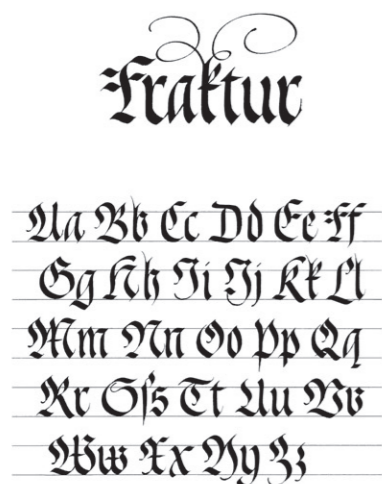 Fraktur
Aa Bb Cc Dd Ee Ff
Gg Hh Ii Jj Kk Ll
Mm Nn Oo Pp Qq
Rr Sſs Tt Uu Vv
Ww Xx Yy Zz